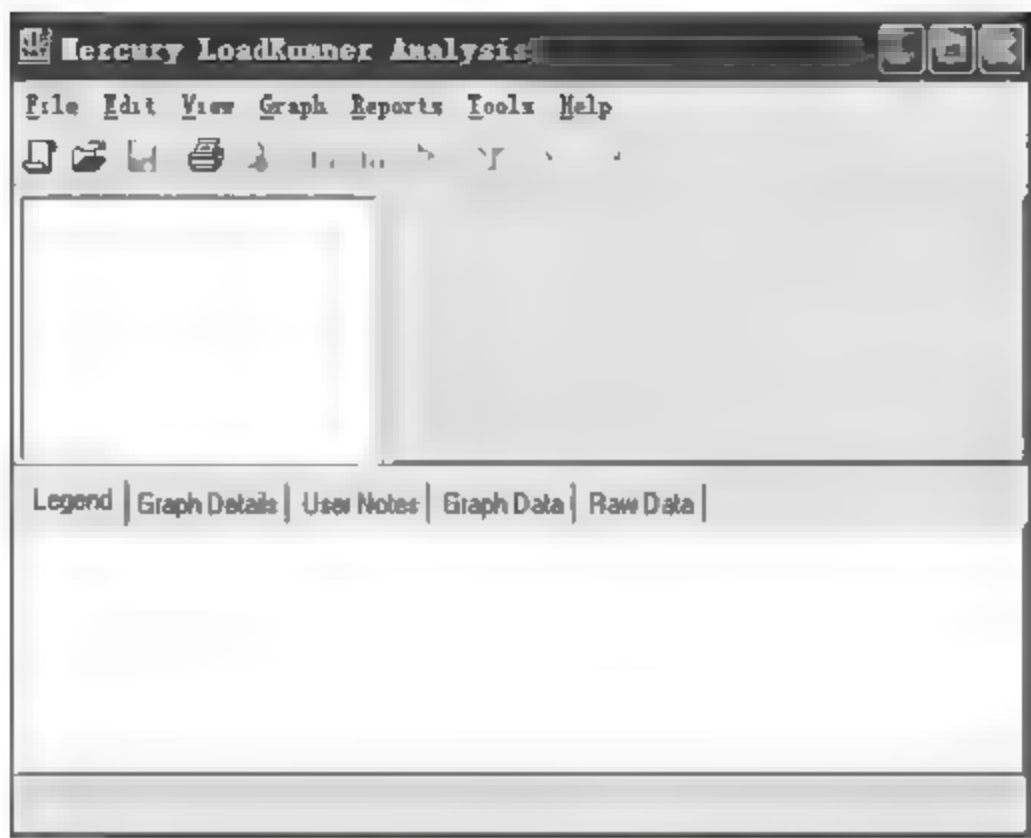 Mercury LoadRunner Analysis
File Edit View Graph Reports Tools Help
Legend Graph Details User Notes Graph Data Raw Data